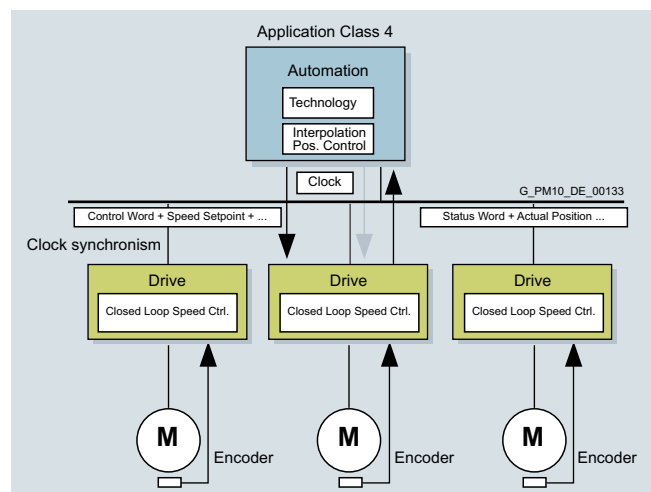 Application Class 4
Automation
Technology
Interpolation
Pos. Control
Clock
G_PM10_DE_00133
Control Word + Speed Setpoint + ...
Status Word + Actual Position ...
Clock synchronism
Drive
Closed Loop Speed Ctrl.
Drive
Closed Loop Speed Ctrl.
Drive
Closed Loop Speed Ctrl.
M
Encoder
M
Encoder
M
Encoder